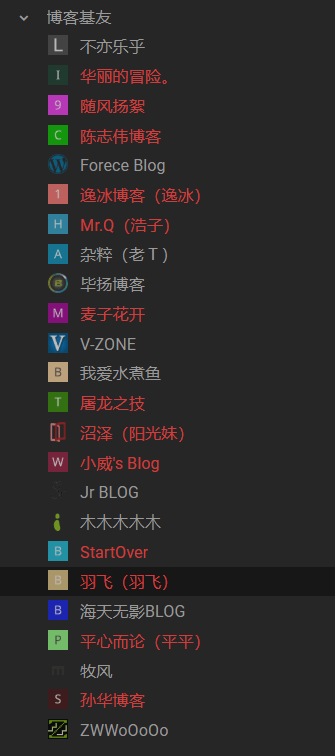 博客基友
L 不亦乐乎
I 华丽的冒险。
9 随风扬絮
C 陈志伟博客
Forece Blog
1 逸冰博客（逸冰）
H Mr.Q（浩子）
A 杂粹（老T）
B 毕扬博客
M 麦子花开
V V-ZONE
B 我爱水煮鱼
T 屠龙之技
沼泽（阳光妹）
W 小威's Blog
Jr BLOG
木木木木木
B StartOver
B 羽飞（羽飞）
B 海天无影BLOG
P 平心而论（平平）
m 牧风
S 孙华博客
ZWWoOoOo